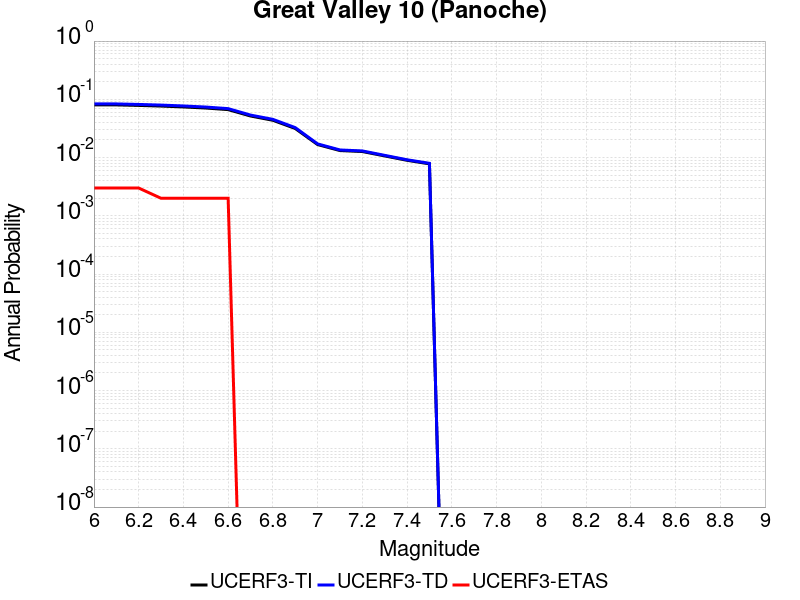 Great Valley 10 (Panoche)
10^0
10^-1
10^-2
10^-3
10^-4
10^-5
10^-6
10^-7
10^-8
Annual Probability
6 6.2 6.4 6.6 6.8 7 7.2 7.4 7.6 7.8 8 8.2 8.4 8.6 8.8 9
Magnitude
UCERF3-TI UCERF3-TD UCERF3-ETAS